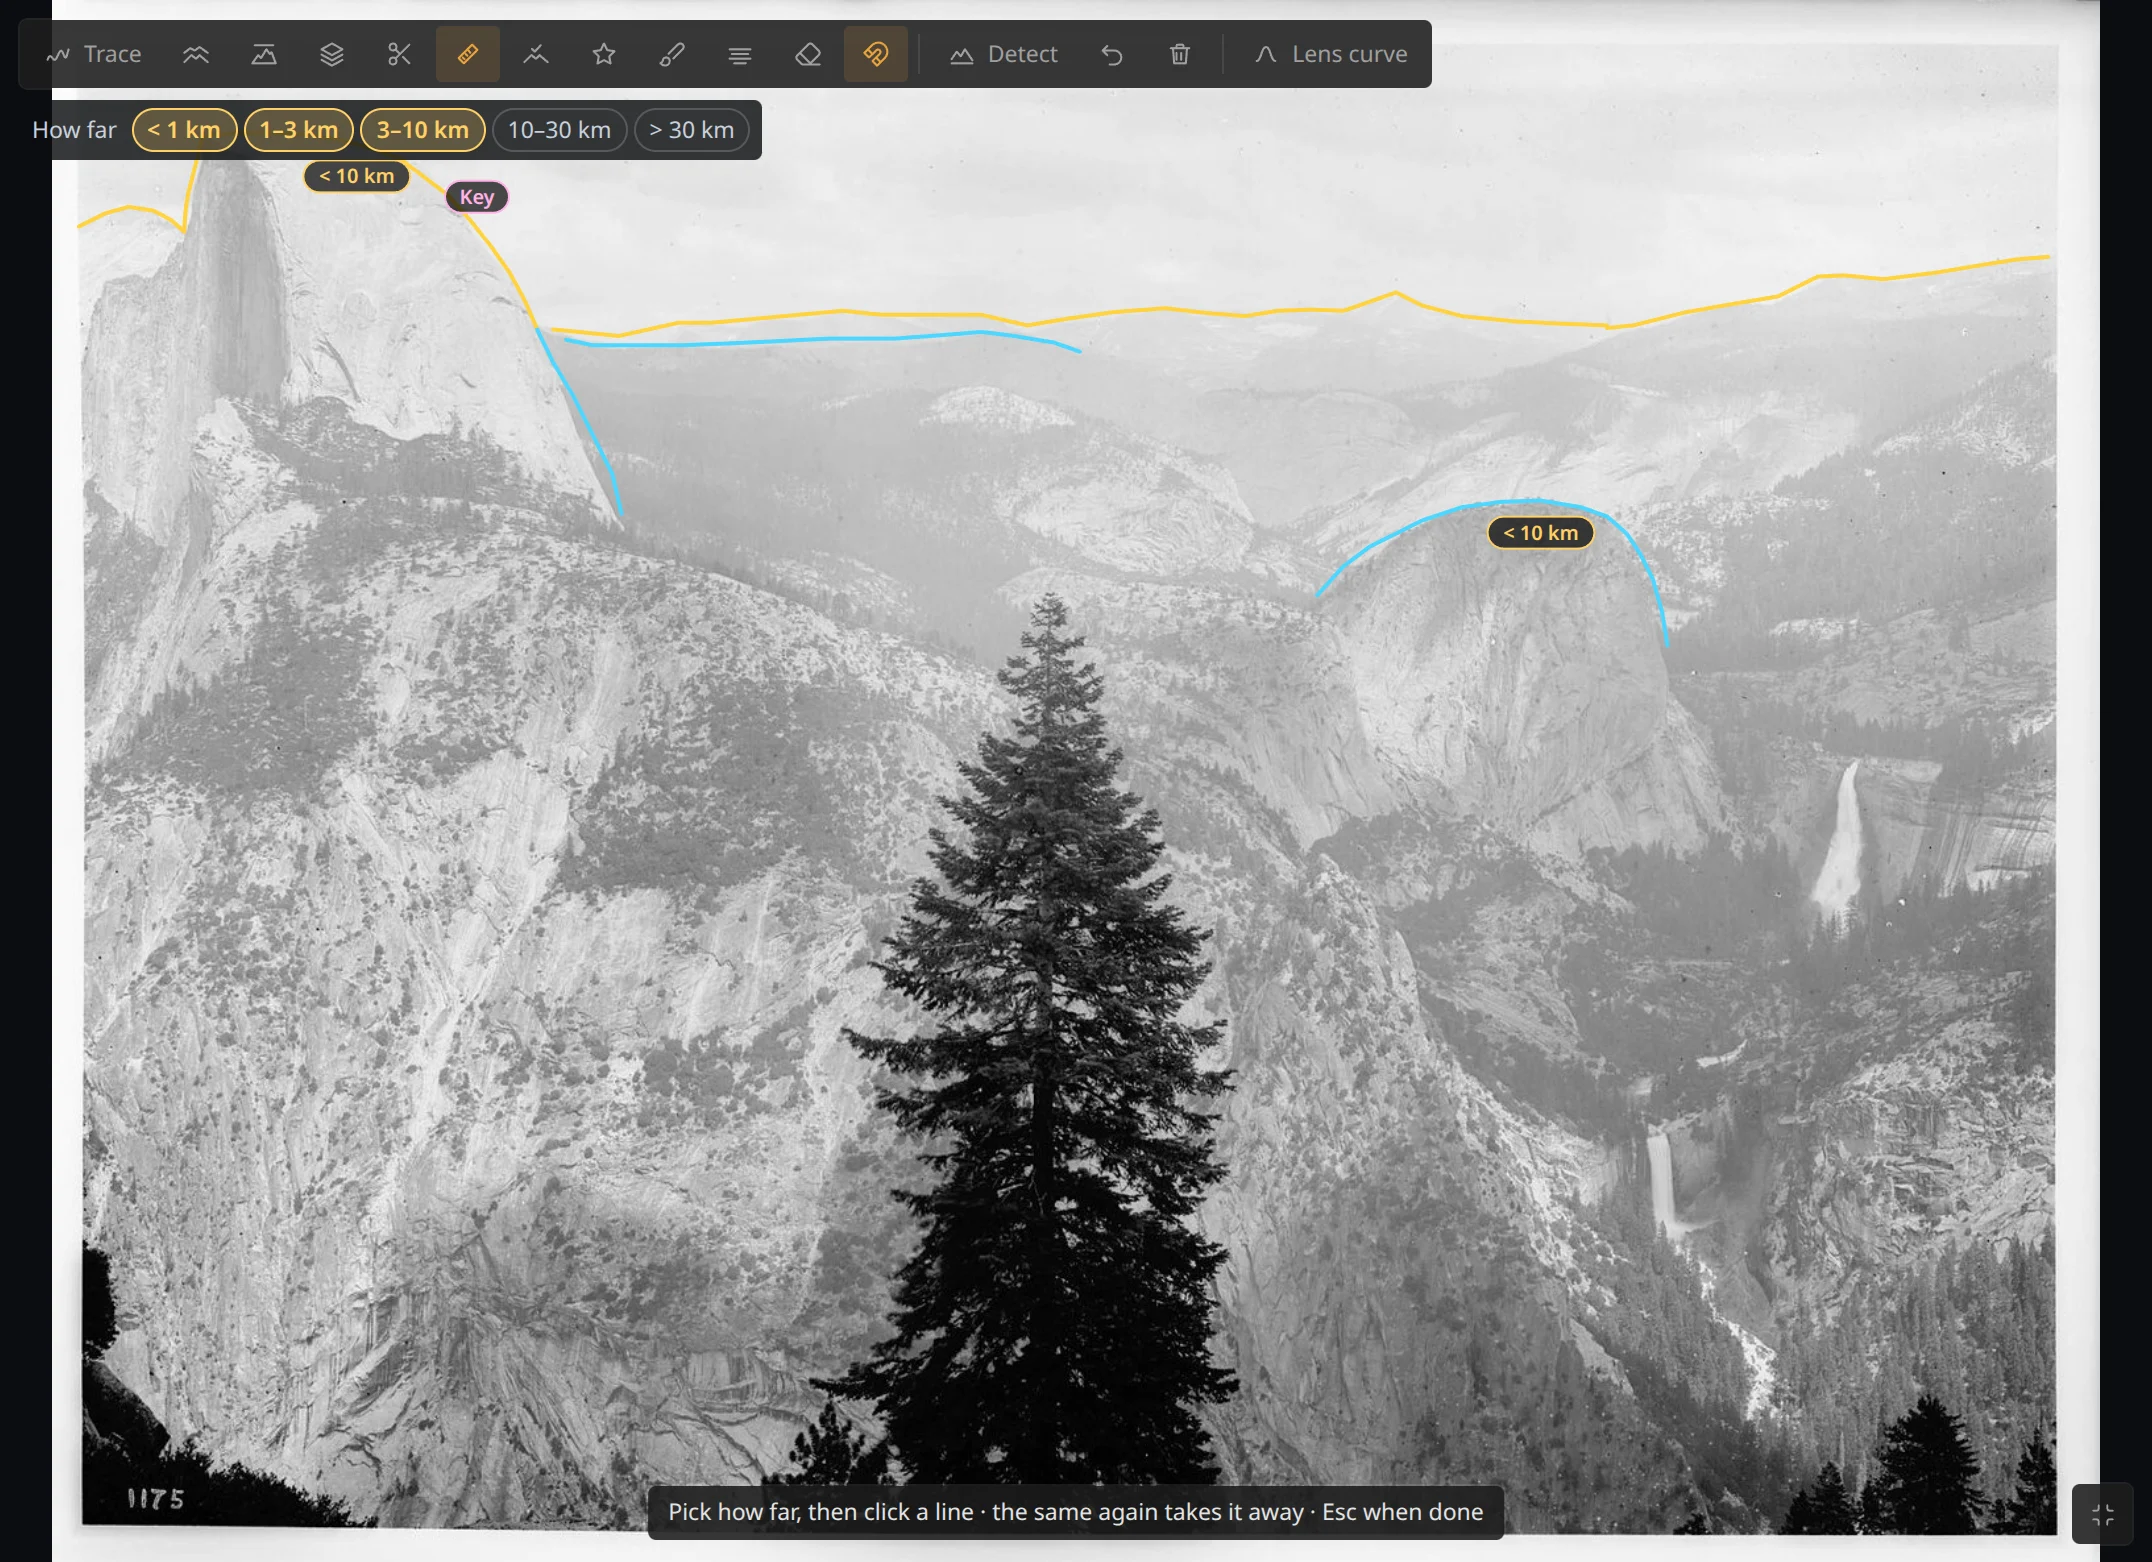 Trace Detect Lens curve
How far < 1 km 1–3 km 3–10 km 10–30 km > 30 km
< 10 km
Key
< 10 km
1175
Pick how far, then click a line · the same again takes it away · Esc when done